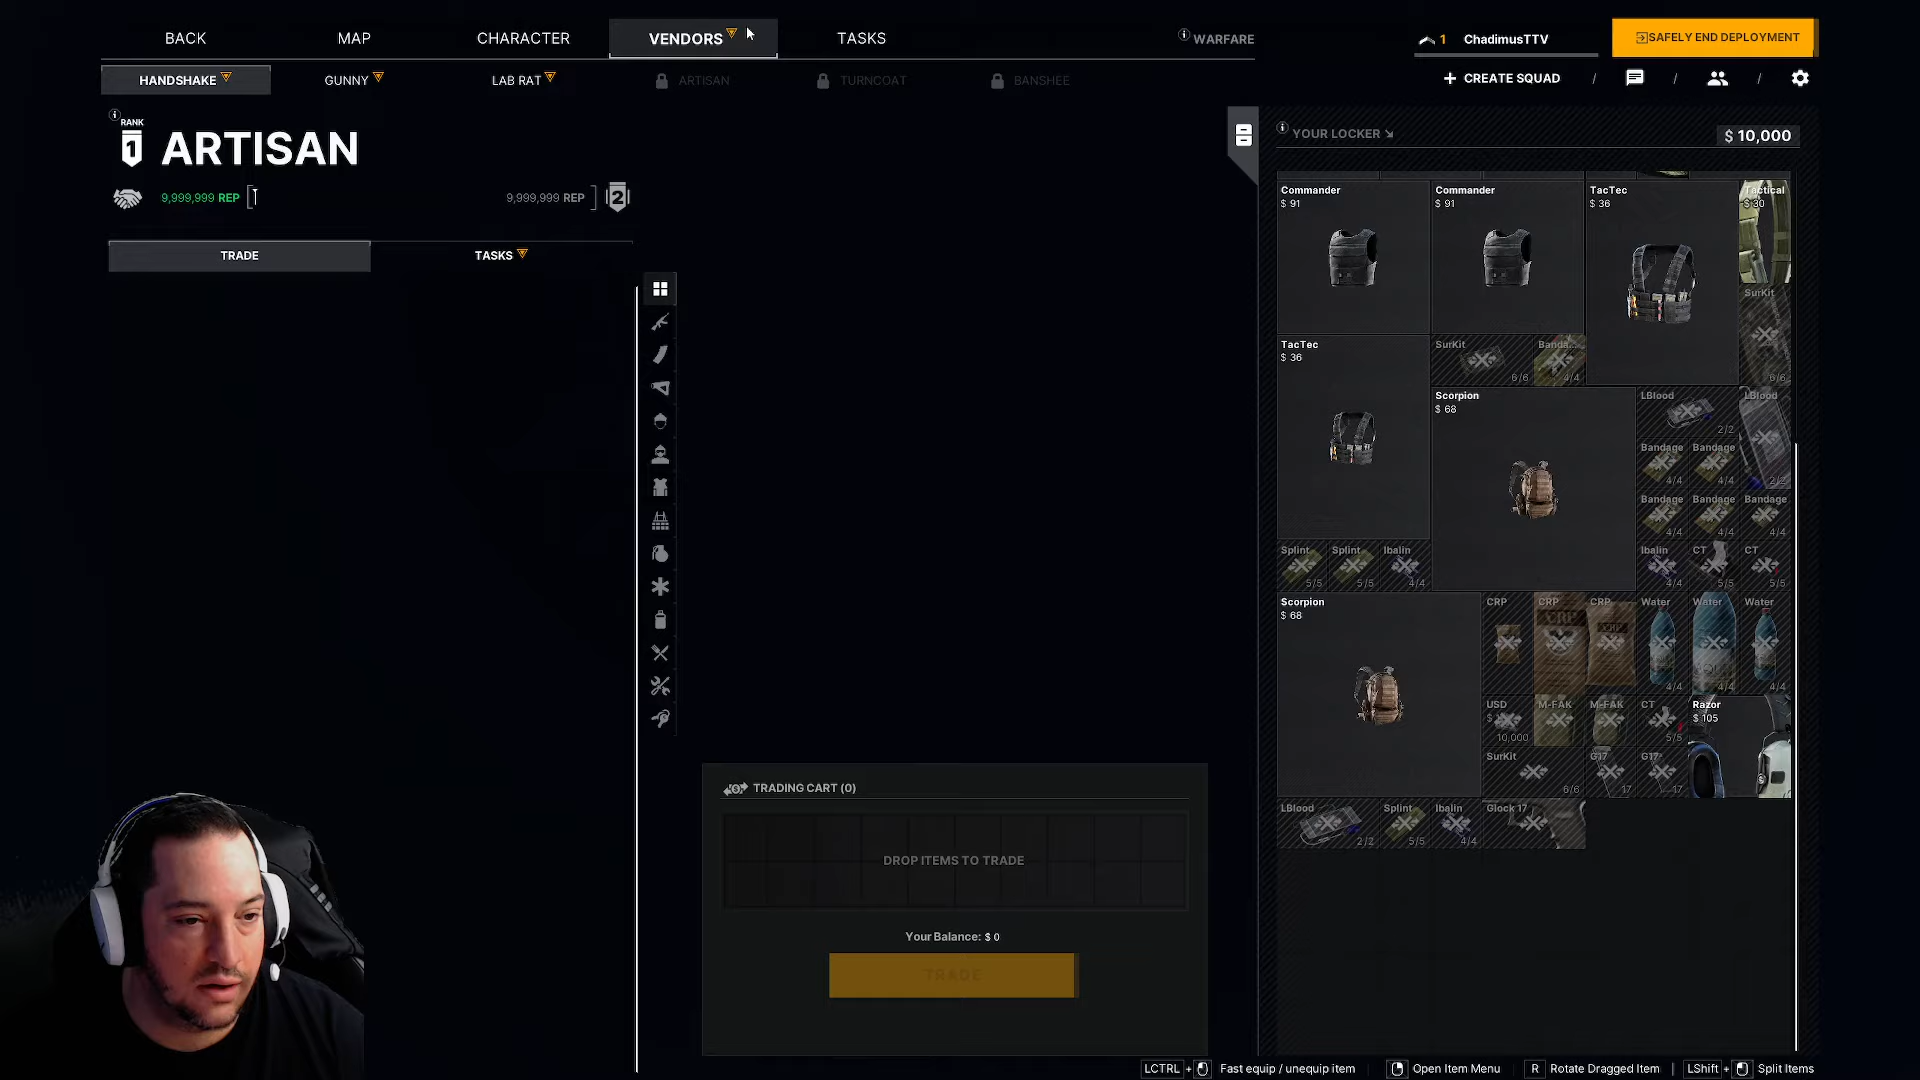 BACK
MAP
CHARACTER
VENDORS
TASKS
WARFARE
1
ChadimusTTV
SAFELY END DEPLOYMENT
HANDSHAKE
GUNNY
LAB RAT
ARTISAN
TURNCOAT
BANSHEE
CREATE SQUAD
/
/
/
RANK
1
ARTISAN
9,999,999 REP
9,999,999 REP
2
TRADE
TASKS
YOUR LOCKER
$ 10,000
Commander
$ 91
Commander
$ 91
TacTec
$ 36
Tactical
$ 30
SurKit
6/6
TacTec
$ 36
SurKit
6/6
Banda...
4/4
Scorpion
$ 68
LBlood
2/2
LBlood
2/2
Bandage
4/4
Bandage
4/4
Bandage
4/4
Bandage
4/4
Bandage
4/4
Splint
5/5
Splint
5/5
Ibalin
4/4
Ibalin
4/4
CT
5/5
CT
5/5
Scorpion
$ 68
CRP
CRP
CRP
Water
4/4
Water
4/4
Water
4/4
USD
10,000
M-FAK
M-FAK
CT
5/5
Razor
$ 105
SurKit
6/6
G17
17
G17
17
LBlood
2/2
Splint
5/5
Ibalin
4/4
Glock 17
TRADING CART (0)
DROP ITEMS TO TRADE
Your Balance: $ 0
TRADE
LCTRL + Fast equip / unequip item
Open Item Menu
R Rotate Dragged Item
LShift + Split Items